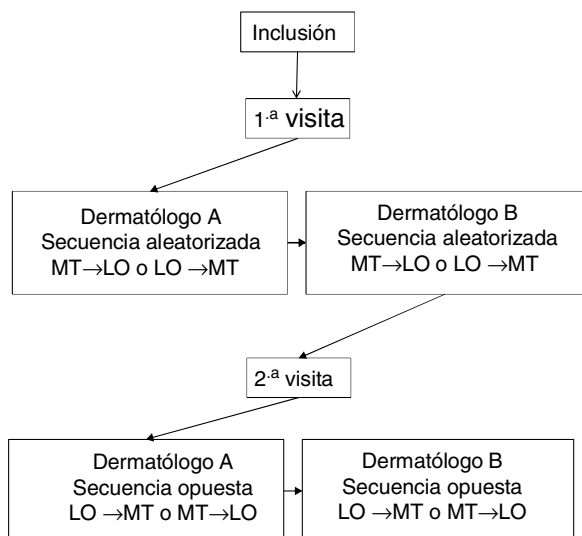 Inclusión
1.ª visita
Dermatólogo A
Secuencia aleatorizada
MT→LO o LO →MT
Dermatólogo B
Secuencia aleatorizada
MT→LO o LO →MT
2.ª visita
Dermatólogo A
Secuencia opuesta
LO →MT o MT→LO
Dermatólogo B
Secuencia opuesta
LO →MT o MT→LO